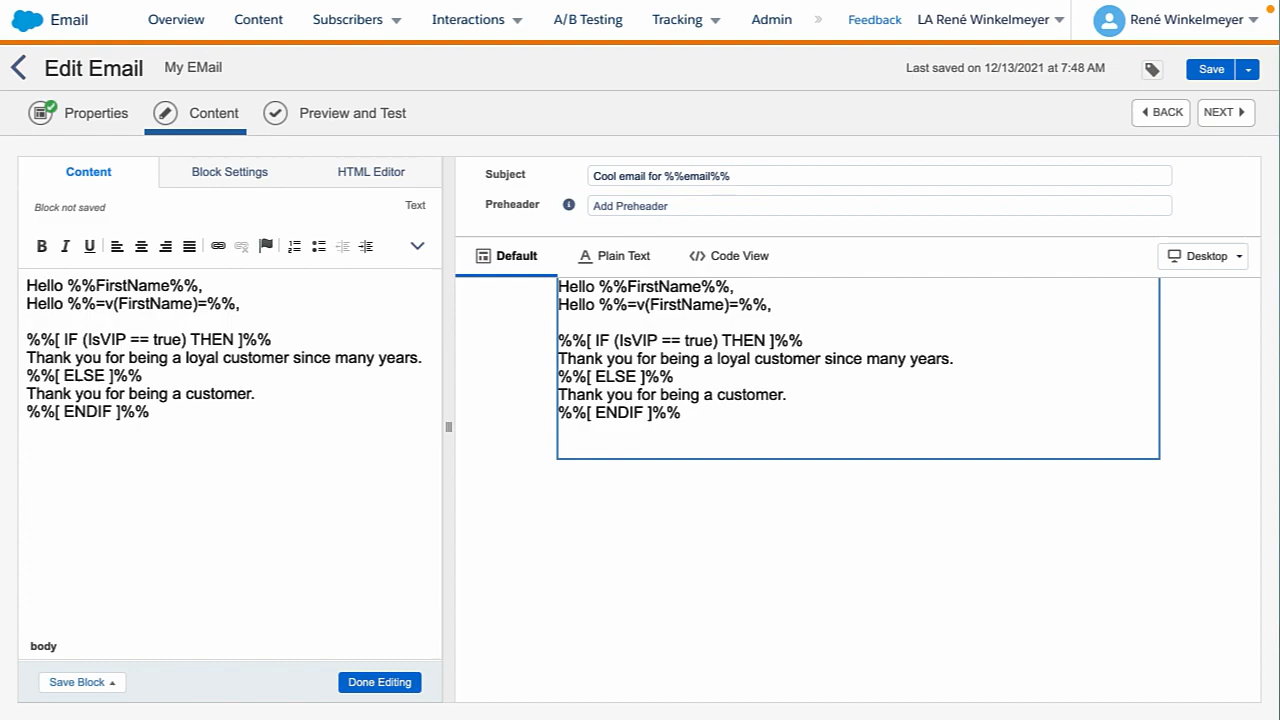 Email
Overview
Content
Subscribers
Interactions
A/B Testing
Tracking
Admin
Feedback
LA René Winkelmeyer
René Winkelmeyer
Edit Email
My EMail
Last saved on 12/13/2021 at 7:48 AM
Save
Properties
Content
Preview and Test
BACK
NEXT
Content
Block Settings
HTML Editor
Block not saved
Text
B I U
Hello %%FirstName%%,
Hello %%=v(FirstName)=%%,
%%[ IF (IsVIP == true) THEN ]%%
Thank you for being a loyal customer since many years.
%%[ ELSE ]%%
Thank you for being a customer.
%%[ ENDIF ]%%
body
Save Block
Done Editing
Subject
Cool email for %%email%%
Preheader
Add Preheader
Default
Plain Text
Code View
Desktop
Hello %%FirstName%%,
Hello %%=v(FirstName)=%%,
%%[ IF (IsVIP == true) THEN ]%%
Thank you for being a loyal customer since many years.
%%[ ELSE ]%%
Thank you for being a customer.
%%[ ENDIF ]%%